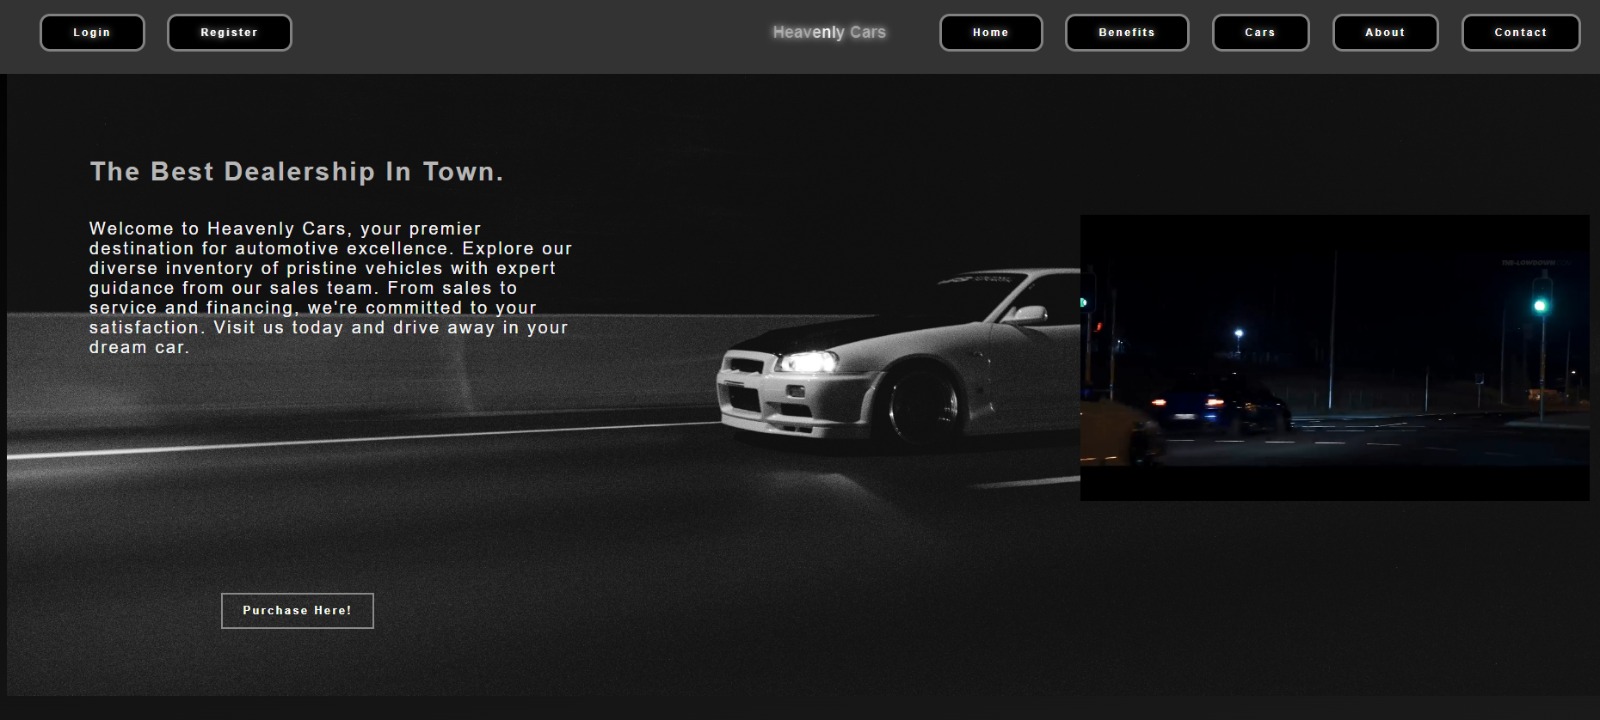 Login
Register
Heavenly Cars
Home
Benefits
Cars
About
Contact
The Best Dealership In Town.
Welcome to Heavenly Cars, your premier
destination for automotive excellence. Explore our
diverse inventory of pristine vehicles with expert
guidance from our sales team. From sales to
service and financing, we're committed to your
satisfaction. Visit us today and drive away in your
dream car.
Purchase Here!